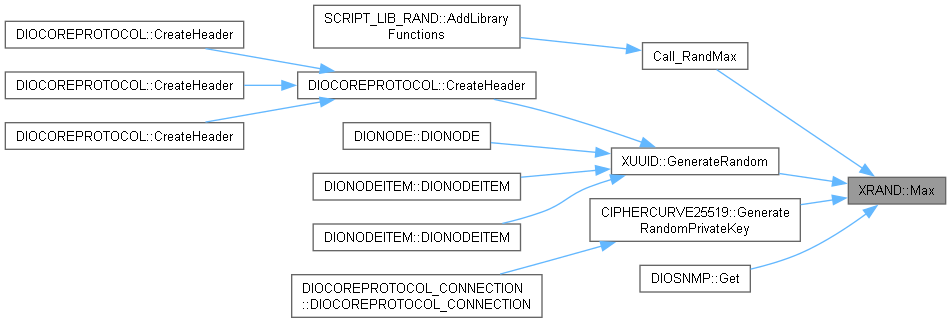 DIOCOREPROTOCOL::CreateHeader
DIOCOREPROTOCOL::CreateHeader
DIOCOREPROTOCOL::CreateHeader
SCRIPT_LIB_RAND::AddLibrary
Functions
DIOCOREPROTOCOL::CreateHeader
DIONODE::DIONODE
DIONODEITEM::DIONODEITEM
DIONODEITEM::DIONODEITEM
DIOCOREPROTOCOL_CONNECTION
::DIOCOREPROTOCOL_CONNECTION
Call_RandMax
XUUID::GenerateRandom
CIPHERCURVE25519::Generate
RandomPrivateKey
DIOSNMP::Get
XRAND::Max